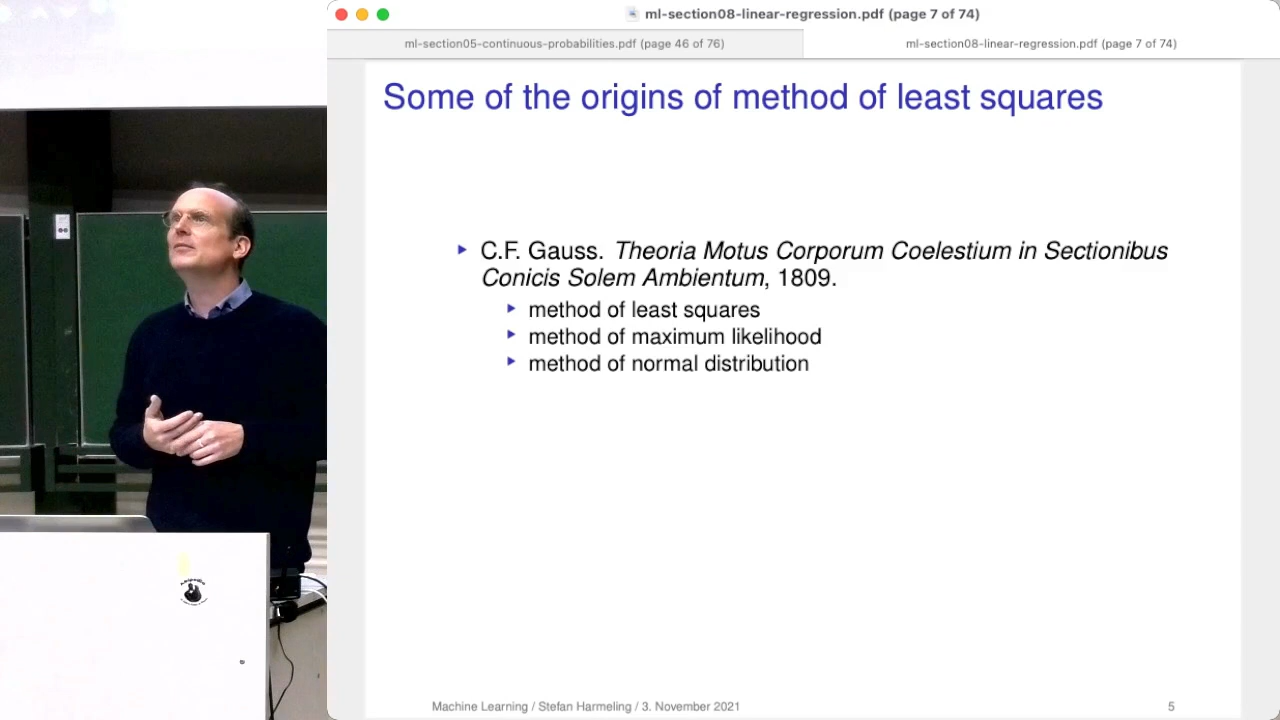 ml-section08-linear-regression.pdf (page 7 of 74)
ml-section05-continuous-probabilities.pdf (page 46 of 76)
ml-section08-linear-regression.pdf (page 7 of 74)
Some of the origins of method of least squares
C.F. Gauss. Theoria Motus Corporum Coelestium in Sectionibus
Conicis Solem Ambientum, 1809.
method of least squares
method of maximum likelihood
method of normal distribution
Machine Learning / Stefan Harmeling / 3. November 2021
5